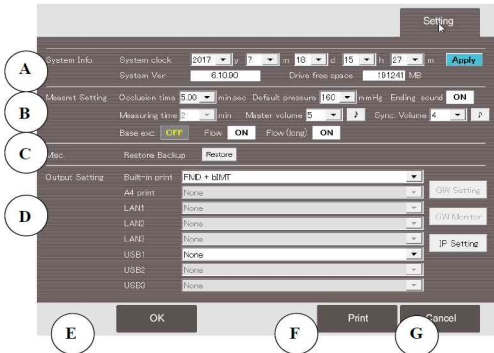 Setting
A System Info System clock 2017 y 7 m 18 d 15 h 27 m Apply
System Ver 6.10.90 Drive free space 191241 MB
B Measmt Setting Occlusion time 5.00 min.sec Default pressure 160 mmHg Ending sound ON
Measuring time 2 min Master volume 5 ♪ Sync. Volume 4 ♪
Base exc. OFF Flow ON Flow (long) ON
C Misc. Restore Backup Restore
D Output Setting Built-in print FMD + bIMT
A4 print None GW Setting
LAN1 None
LAN2 None GW Monitor
LAN3 None
USB1 None IP Setting
USB2 None
USB3 None
E OK F Print G Cancel